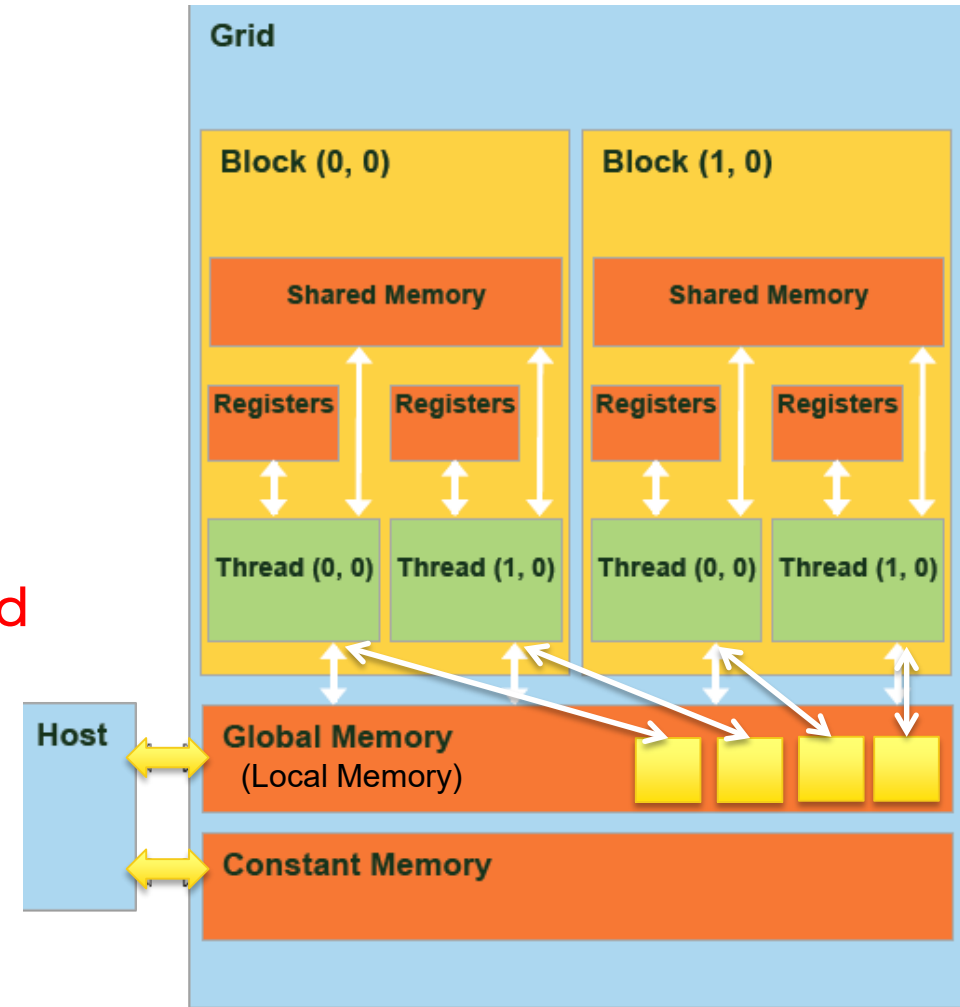 Grid
Block (0, 0)
Block (1, 0)
Shared Memory
Shared Memory
Registers
Registers
Registers
Registers
Thread (0, 0)
Thread (1, 0)
Thread (0, 0)
Thread (1, 0)
d
Host
Global Memory
(Local Memory)
Constant Memory